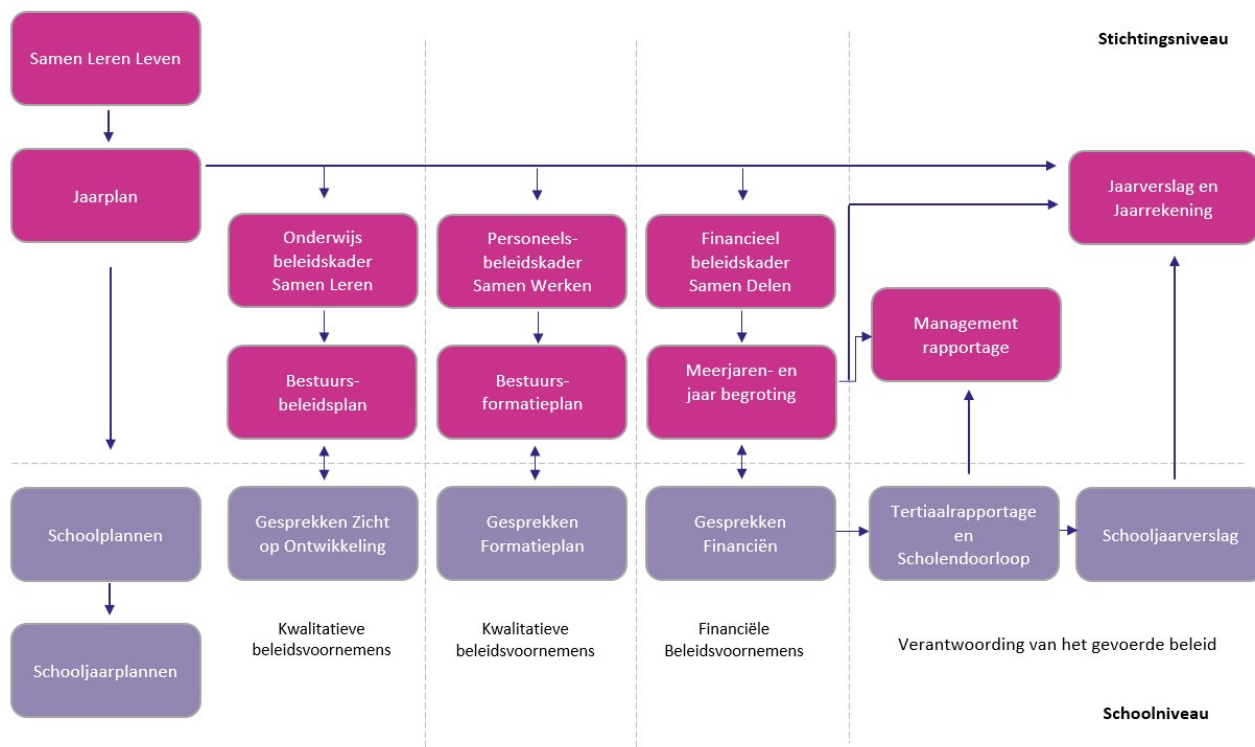 Samen Leren Leven
Stichtingsniveau
Jaarplan
Jaarverslag en
Jaarrekening
Onderwijs
beleidskader
Samen Leren
Personeels-
beleidskader
Samen Werken
Financieel
beleidskader
Samen Delen
Management
rapportage
Bestuurs-
beleidsplan
Bestuurs-
formatieplan
Meerjaren- en
jaar begroting
Schoolplannen
Gesprekken Zicht
op Ontwikkeling
Gesprekken
Formatieplan
Gesprekken
Financiën
Tertiaalrapportage
en
Scholendoorloop
Schooljaarverslag
Schooljaarplannen
Kwalitatieve
beleidsvoornemens
Kwalitatieve
beleidsvoornemens
Financiële
Beleidsvoornemens
Verantwoording van het gevoerde beleid
Schoolniveau